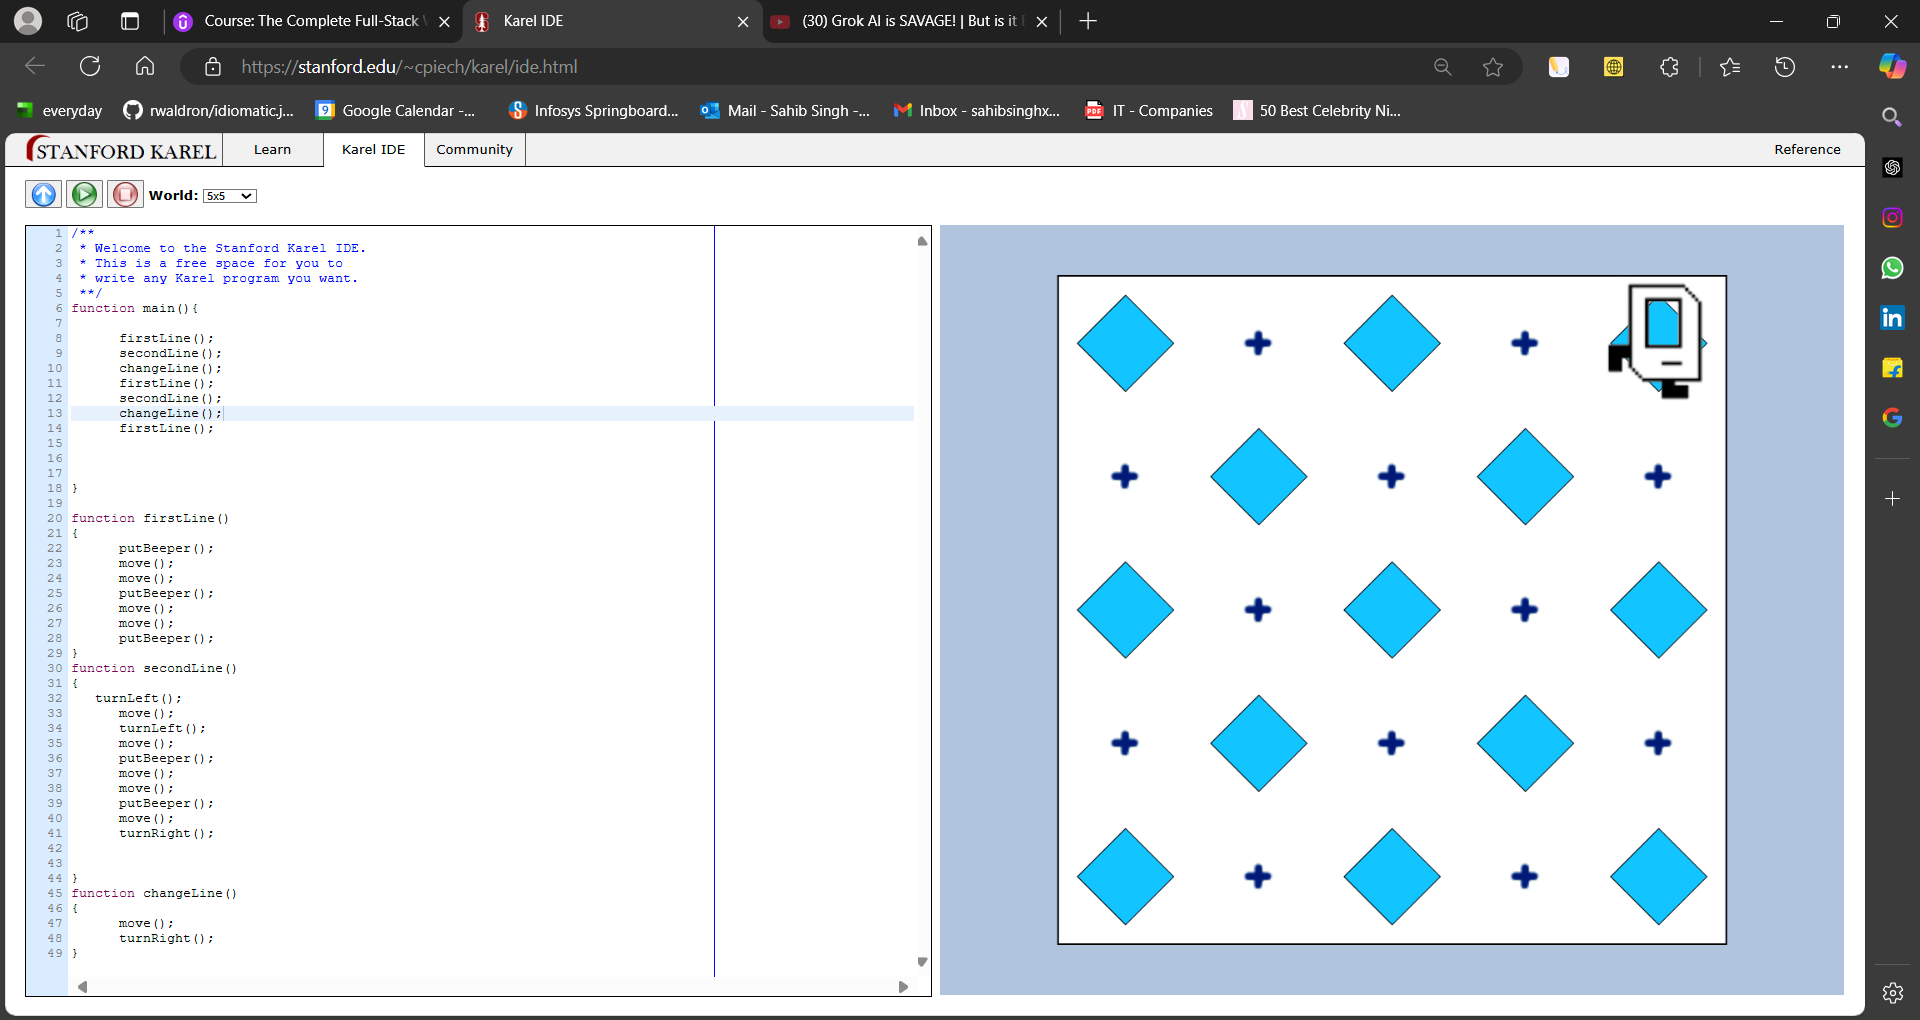 Course: The Complete Full-Stack
Karel IDE
(30) Grok AI is SAVAGE! | But is it
https://stanford.edu/~cpiech/karel/ide.html
everyday
rwaldron/idiomatic.j...
Google Calendar -...
Infosys Springboard...
Mail - Sahib Singh -...
Inbox - sahibsinghx...
IT - Companies
50 Best Celebrity Ni...
STANFORD KAREL
Learn
Karel IDE
Community
Reference
World: 5x5
1 /**
2 * Welcome to the Stanford Karel IDE.
3 * This is a free space for you to
4 * write any Karel program you want.
5 **/
6 function main(){
7
8 firstLine();
9 secondLine();
10 changeLine();
11 firstLine();
12 secondLine();
13 changeLine();
14 firstLine();
15
16
17
18 }
19
20 function firstLine()
21 {
22 putBeeper();
23 move();
24 move();
25 putBeeper();
26 move();
27 move();
28 putBeeper();
29 }
30 function secondLine()
31 {
32 turnLeft();
33 move();
34 turnLeft();
35 move();
36 putBeeper();
37 move();
38 move();
39 putBeeper();
40 move();
41 turnRight();
42
43
44 }
45 function changeLine()
46 {
47 move();
48 turnRight();
49 }